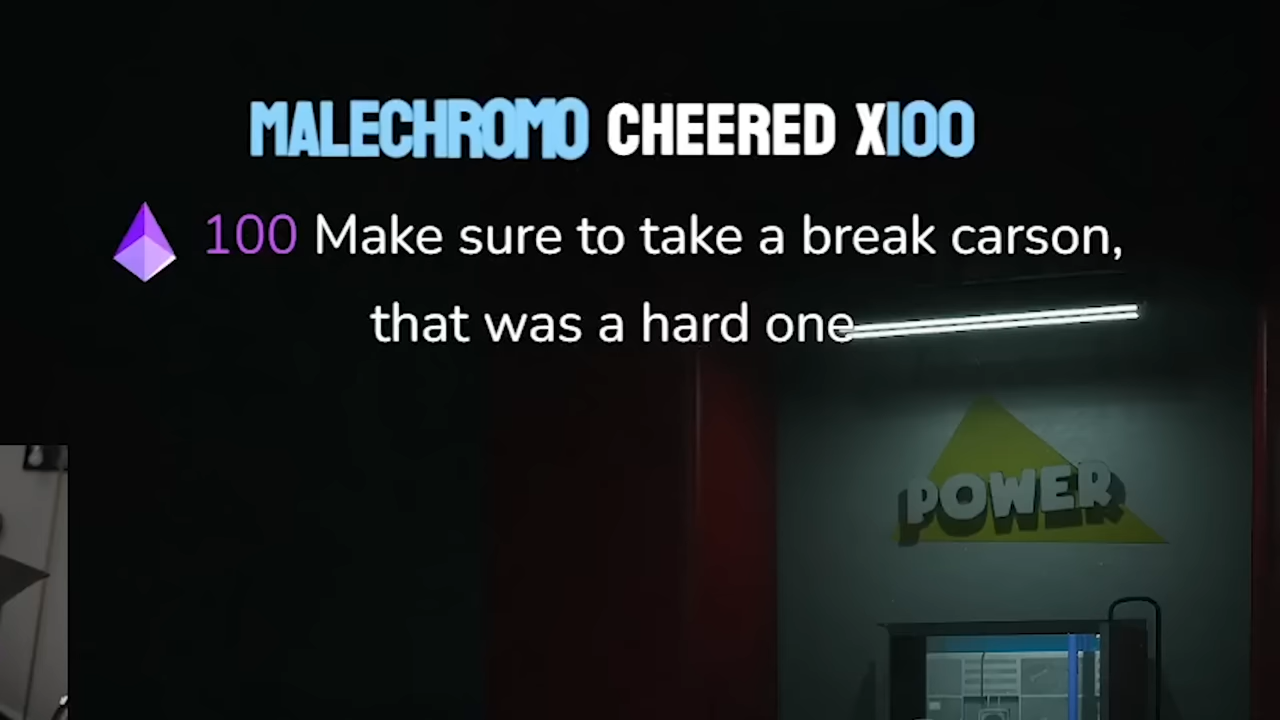 MALECHROMO CHEERED X100
100 Make sure to take a break carson,
that was a hard one
POWER